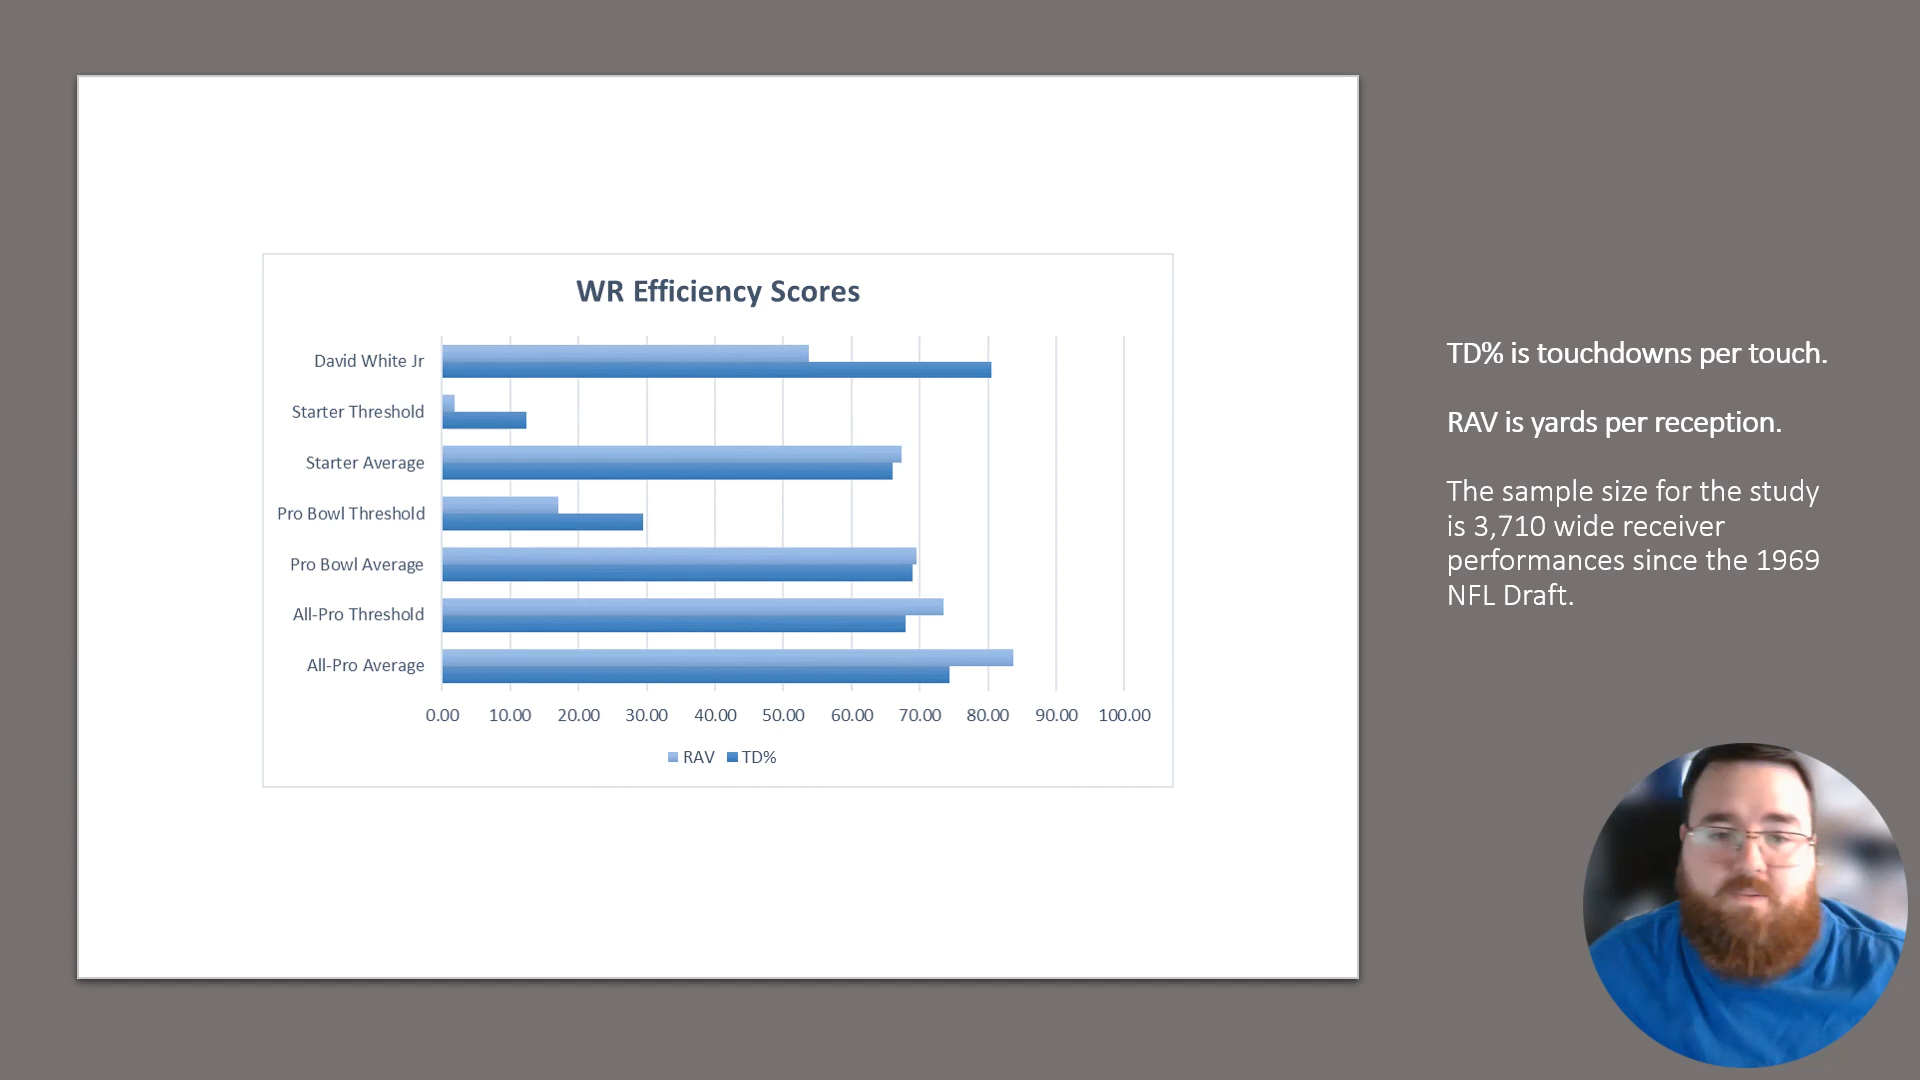 WR Efficiency Scores
David White Jr
Starter Threshold
Starter Average
Pro Bowl Threshold
Pro Bowl Average
All-Pro Threshold
All-Pro Average
0.00 10.00 20.00 30.00 40.00 50.00 60.00 70.00 80.00 90.00 100.00
RAV TD%
TD% is touchdowns per touch.
RAV is yards per reception.
The sample size for the study
is 3,710 wide receiver
performances since the 1969
NFL Draft.